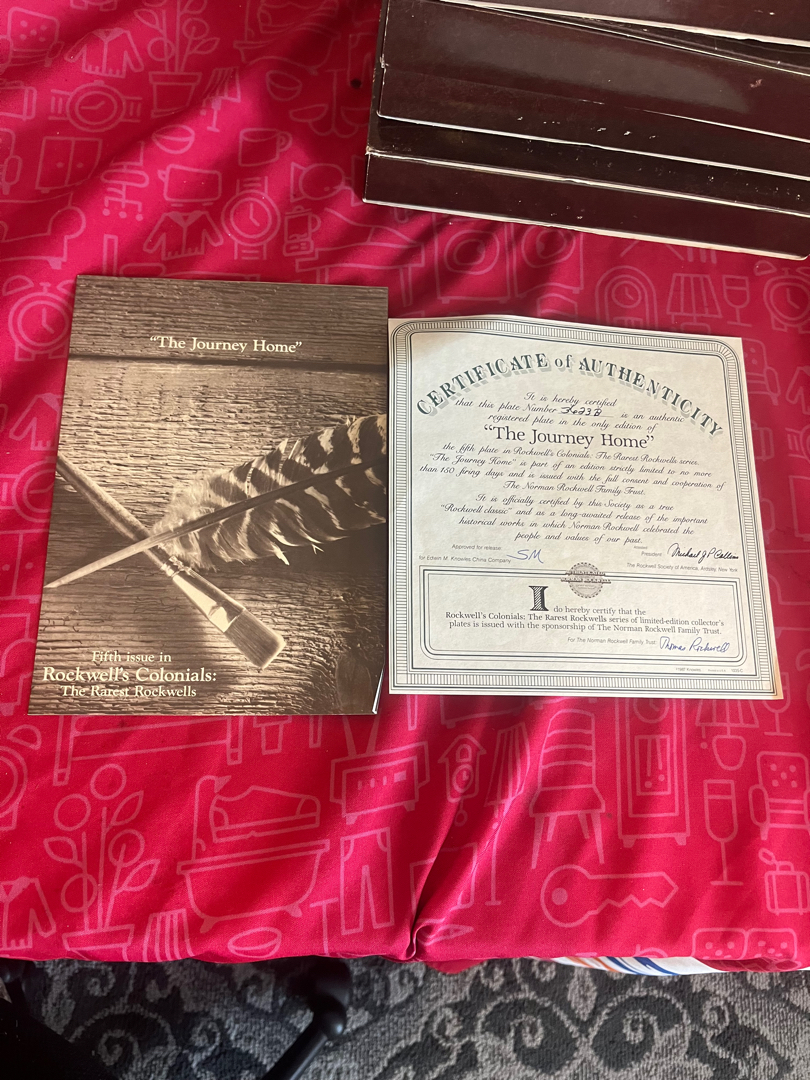 "The Journey Home"
Fifth issue in
Rockwell's Colonials:
The Rarest Rockwells
CERTIFICATE of AUTHENTICITY
It is hereby certified
that this plate Number is an authentic
registered plate in the only edition of
"The Journey Home"
the fifth plate in Rockwell's Colonials: The Rarest Rockwells series.
"The Journey Home" is part of an edition strictly limited to no more
than 150 firing days and is issued with the full consent and cooperation of
The Norman Rockwell Family Trust.
It is officially certified by this Society as a true
"Rockwell classic" and as a long-awaited release of the important
historical works in which Norman Rockwell celebrated the
people and values of our past.
Approved for release:
for Edwin M. Knowles China Company SM
President
The Rockwell Society of America, Ardsley, New York
I do hereby certify that the
Rockwell's Colonials: The Rarest Rockwells series of limited-edition collector's
plates is issued with the sponsorship of The Norman Rockwell Family Trust.
For The Norman Rockwell Family Trust Thomas Rockwell